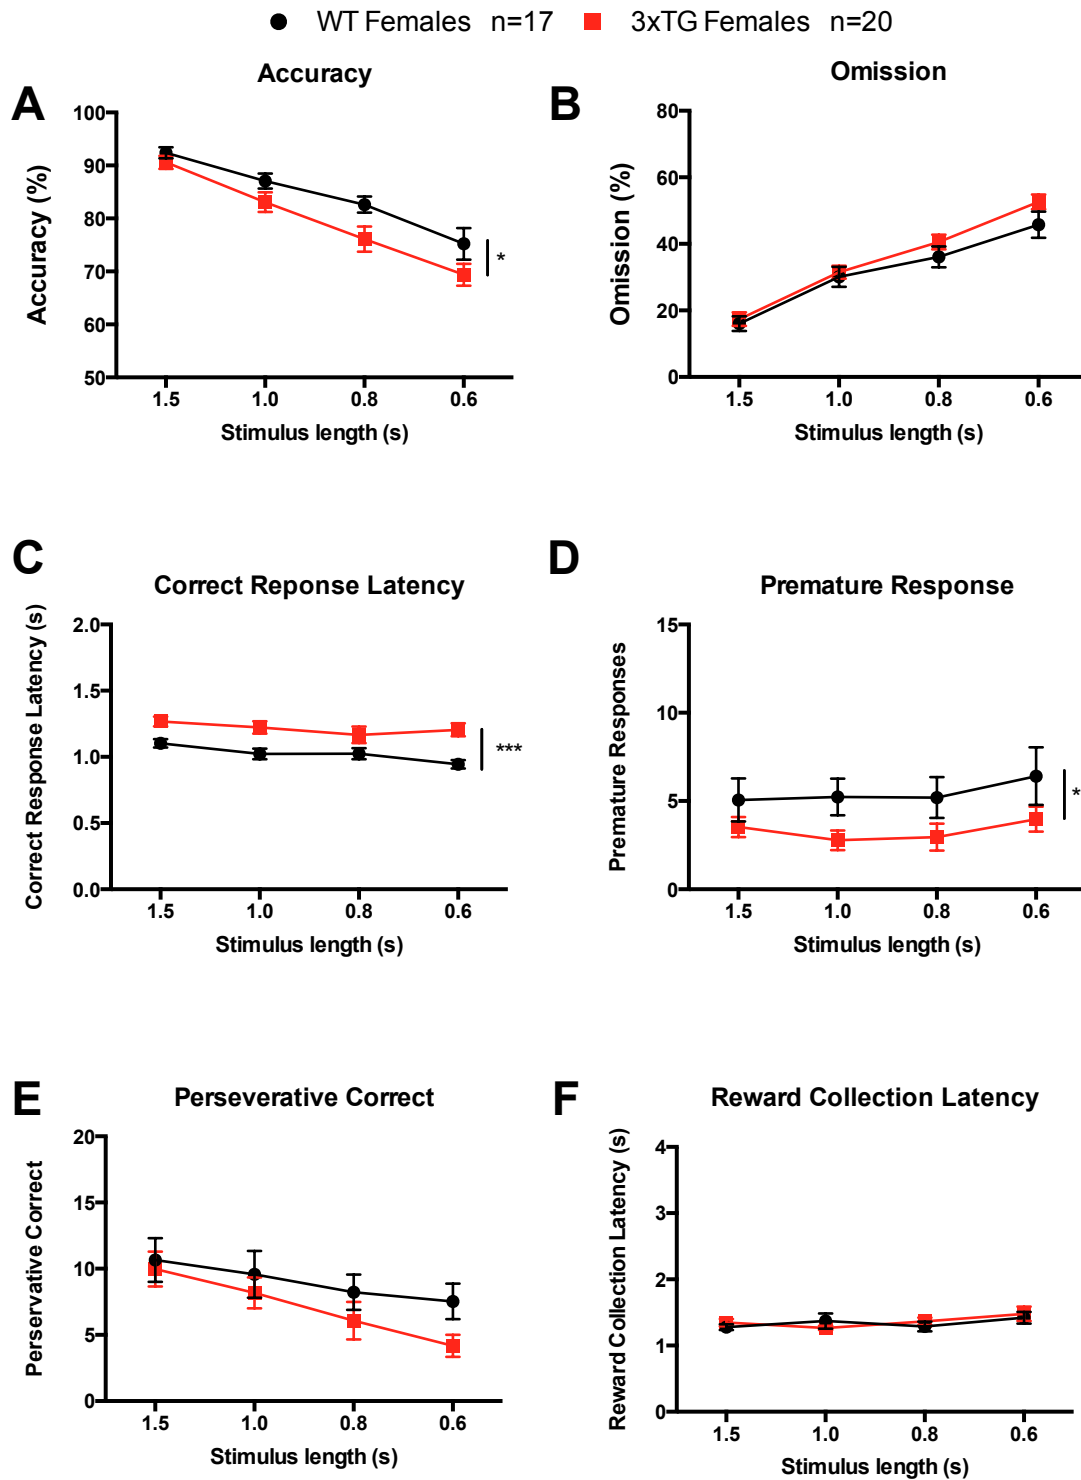 WT Females n=17 3xTG Females n=20
A
Accuracy
100
90
80
70
60
50
Accuracy (%)
*
1.5 1.0 0.8 0.6
Stimulus length (s)
B
Omission
80
60
40
20
0
Omission (%)
1.5 1.0 0.8 0.6
Stimulus length (s)
C
Correct Reponse Latency
2.0
1.5
1.0
0.5
0.0
Correct Response Latency (s)
***
1.5 1.0 0.8 0.6
Stimulus length (s)
D
Premature Response
15
10
5
0
Premature Responses
*
1.5 1.0 0.8 0.6
Stimulus length (s)
E
Perseverative Correct
20
15
10
5
0
Perservative Correct
1.5 1.0 0.8 0.6
Stimulus length (s)
F
Reward Collection Latency
4
3
2
1
0
Reward Collection Latency (s)
1.5 1.0 0.8 0.6
Stimulus length (s)